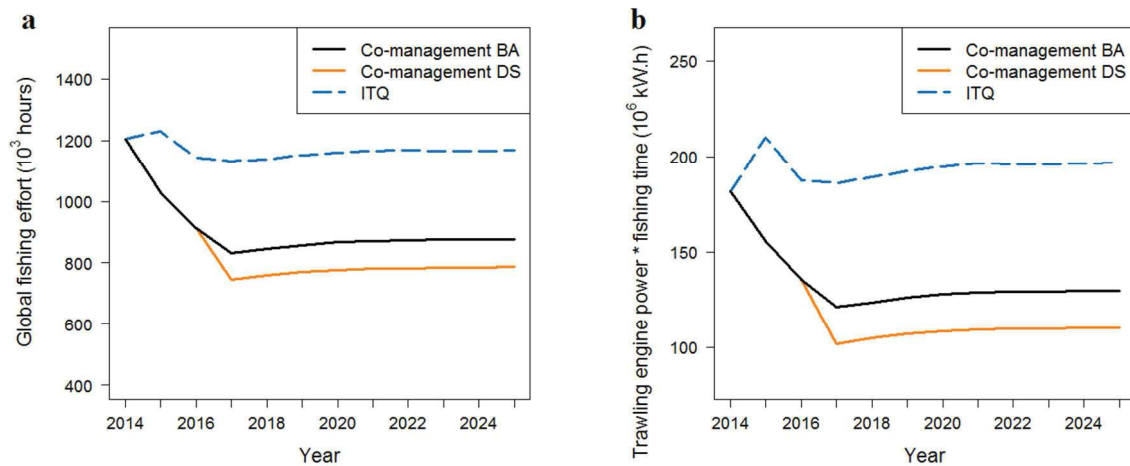 a
Global fishing effort (10³ hours)
1400
1200
1000
800
600
400
Co-management BA
Co-management DS
ITQ
2014 2016 2018 2020 2022 2024
Year
b
Trawling engine power * fishing time (10⁶ kW.h)
250
200
150
100
Co-management BA
Co-management DS
ITQ
2014 2016 2018 2020 2022 2024
Year